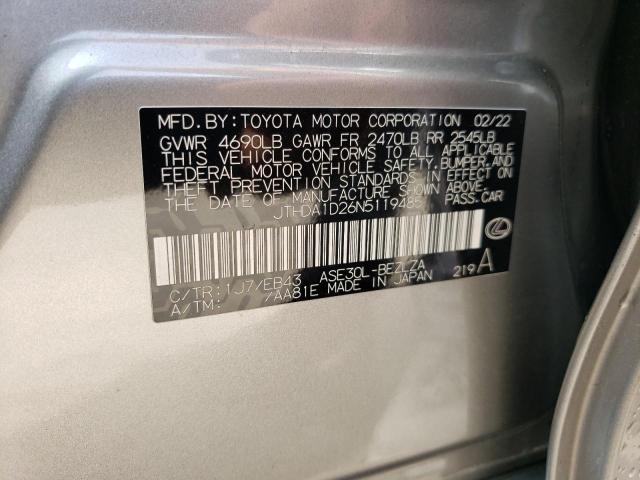 MFD. BY: TOYOTA MOTOR CORPORATION 02/22
GVWR 4690LB GAWR FR 2470LB RR 2545LB
THIS VEHICLE CONFORMS TO ALL APPLICABLE
FEDERAL MOTOR VEHICLE SAFETY, BUMPER, AND
THEFT PREVENTION STANDARDS IN EFFECT ON
THE DATE OF MANUFACTURE SHOWN ABOVE.
JTHDA1D26N5119485 PASS.CAR
C/TR: 1J7/EB43 ASE30L-BEZL7A
A/TM: /AA81E MADE IN JAPAN 219 A